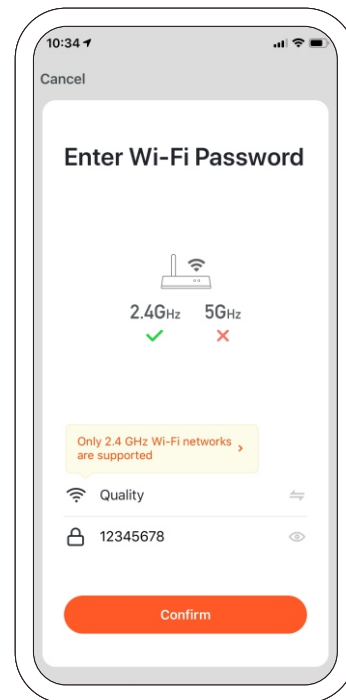 10:34
Cancel
Enter Wi-Fi Password
2.4GHz 5GHz
Only 2.4 GHz Wi-Fi networks
are supported
Quality
12345678
Confirm